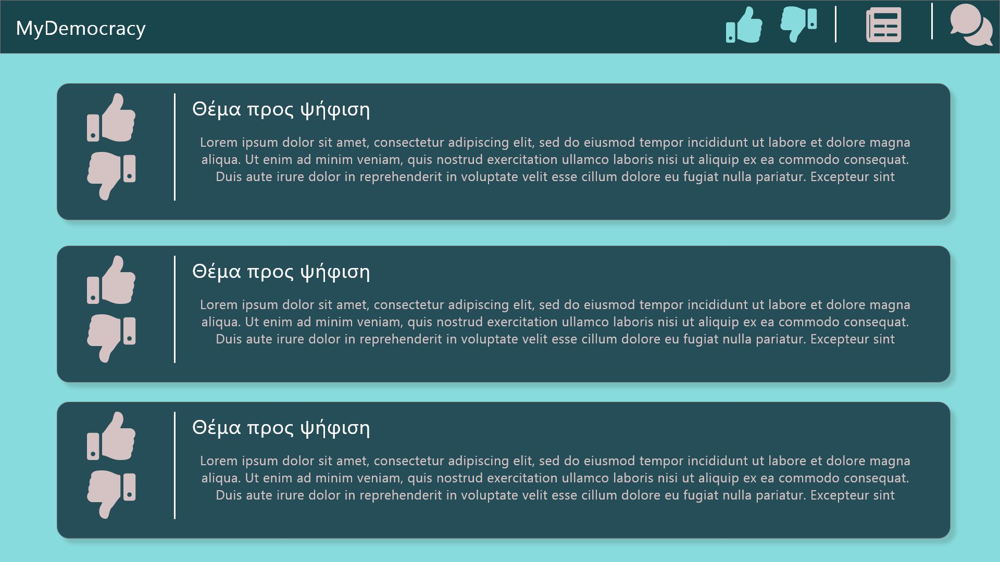 MyDemocracy
Θέμα προς ψήφιση
Lorem ipsum dolor sit amet, consectetur adipiscing elit, sed do eiusmod tempor incididunt ut labore et dolore magna
aliqua. Ut enim ad minim veniam, quis nostrud exercitation ullamco laboris nisi ut aliquip ex ea commodo consequat.
Duis aute irure dolor in reprehenderit in voluptate velit esse cillum dolore eu fugiat nulla pariatur. Excepteur sint
Θέμα προς ψήφιση
Lorem ipsum dolor sit amet, consectetur adipiscing elit, sed do eiusmod tempor incididunt ut labore et dolore magna
aliqua. Ut enim ad minim veniam, quis nostrud exercitation ullamco laboris nisi ut aliquip ex ea commodo consequat.
Duis aute irure dolor in reprehenderit in voluptate velit esse cillum dolore eu fugiat nulla pariatur. Excepteur sint
Θέμα προς ψήφιση
Lorem ipsum dolor sit amet, consectetur adipiscing elit, sed do eiusmod tempor incididunt ut labore et dolore magna
aliqua. Ut enim ad minim veniam, quis nostrud exercitation ullamco laboris nisi ut aliquip ex ea commodo consequat.
Duis aute irure dolor in reprehenderit in voluptate velit esse cillum dolore eu fugiat nulla pariatur. Excepteur sint